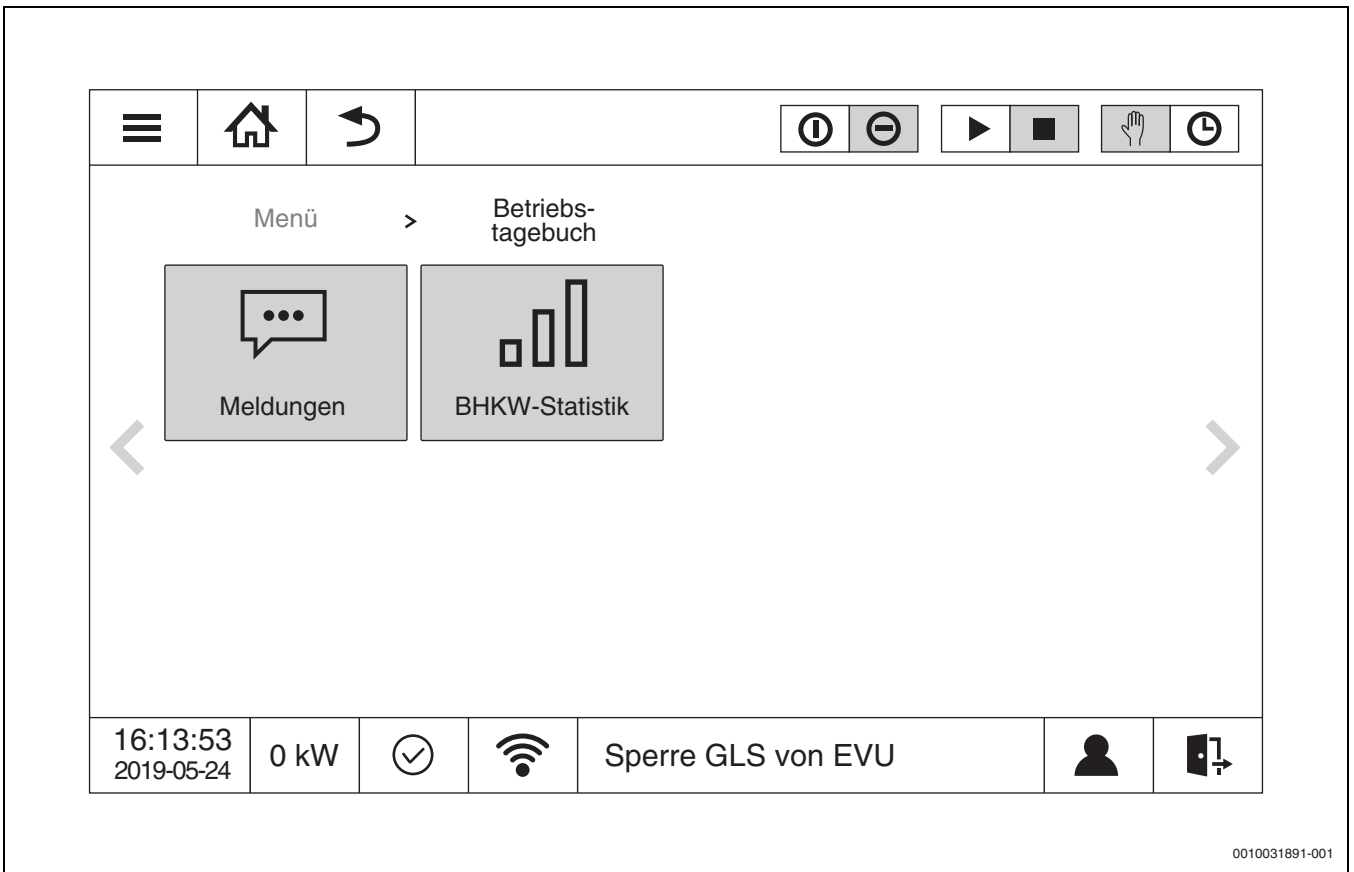 Menü > Betriebs-
tagebuch
Meldungen
BHKW-Statistik
16:13:53
2019-05-24
0 kW
Sperre GLS von EVU
0010031891-001